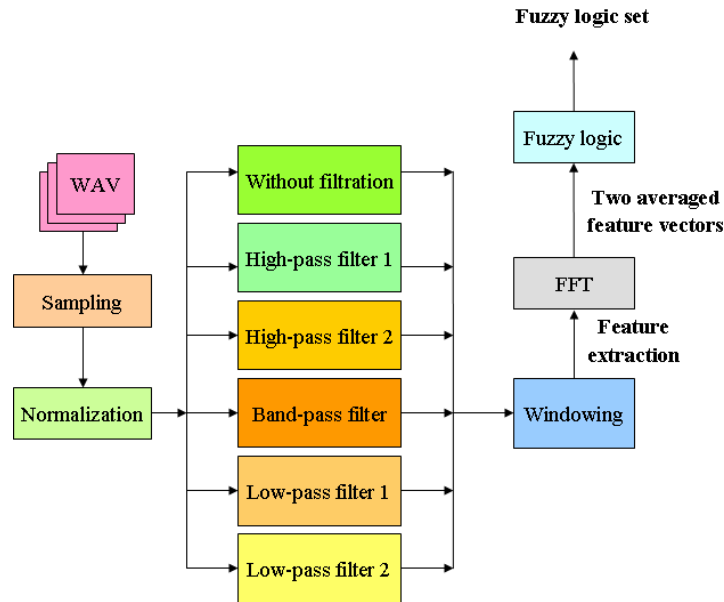 Fuzzy logic set
Fuzzy logic
WAV
Without filtration
Two averaged
feature vectors
High-pass filter 1
FFT
Sampling
High-pass filter 2
Feature
extraction
Normalization
Band-pass filter
Windowing
Low-pass filter 1
Low-pass filter 2